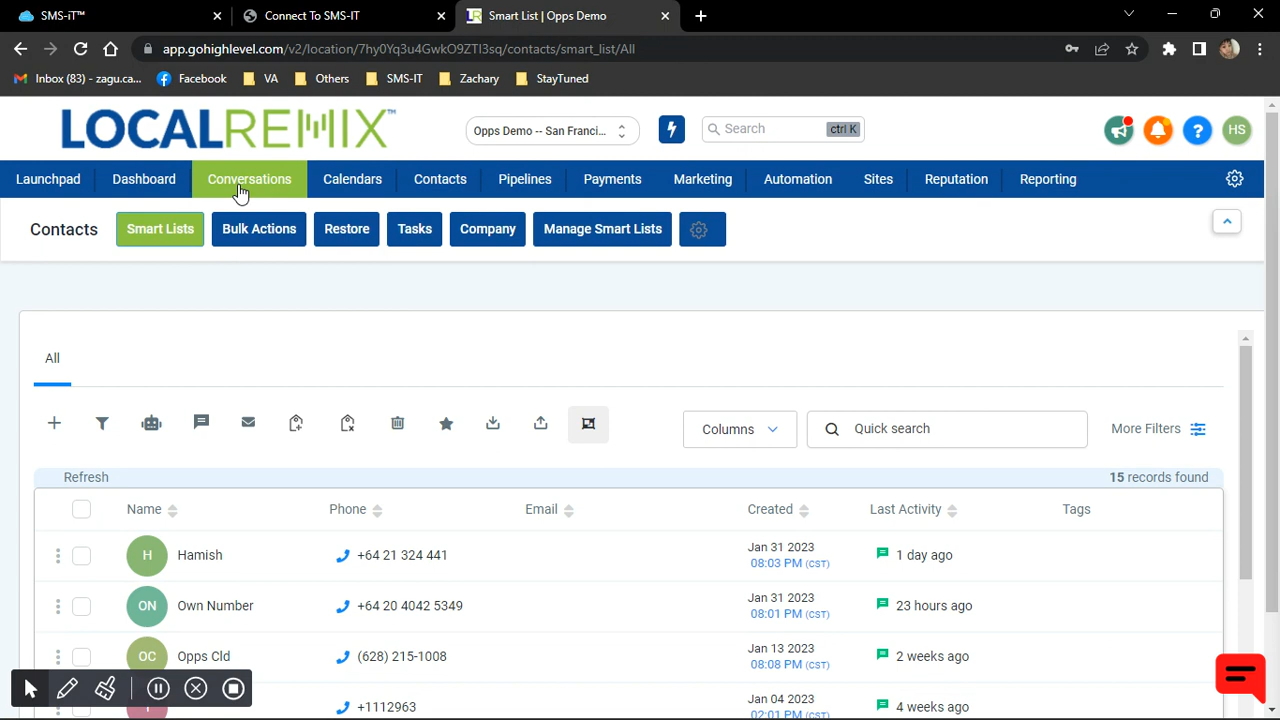 SMS-iT™
Connect To SMS-IT
Smart List | Opps Demo
app.gohighlevel.com/v2/location/7hy0Yq3u4GwkO9ZTI3sq/contacts/smart_list/All
Inbox (83) - zagu.ca...
Facebook
VA
Others
SMS-IT
Zachary
StayTuned
LOCALREMIX™
Opps Demo -- San Franci...
Search
ctrl K
HS
Launchpad
Dashboard
Conversations
Calendars
Contacts
Pipelines
Payments
Marketing
Automation
Sites
Reputation
Reporting
Contacts
Smart Lists
Bulk Actions
Restore
Tasks
Company
Manage Smart Lists
All
Columns
Quick search
More Filters
Refresh
15 records found
Name
Phone
Email
Created
Last Activity
Tags
H
Hamish
+64 21 324 441
Jan 31 2023
08:03 PM (CST)
1 day ago
ON
Own Number
+64 20 4042 5349
Jan 31 2023
08:01 PM (CST)
23 hours ago
OC
Opps Cld
(628) 215-1008
Jan 13 2023
08:08 PM (CST)
2 weeks ago
+1112963
Jan 04 2023
02:01 PM (CST)
4 weeks ago